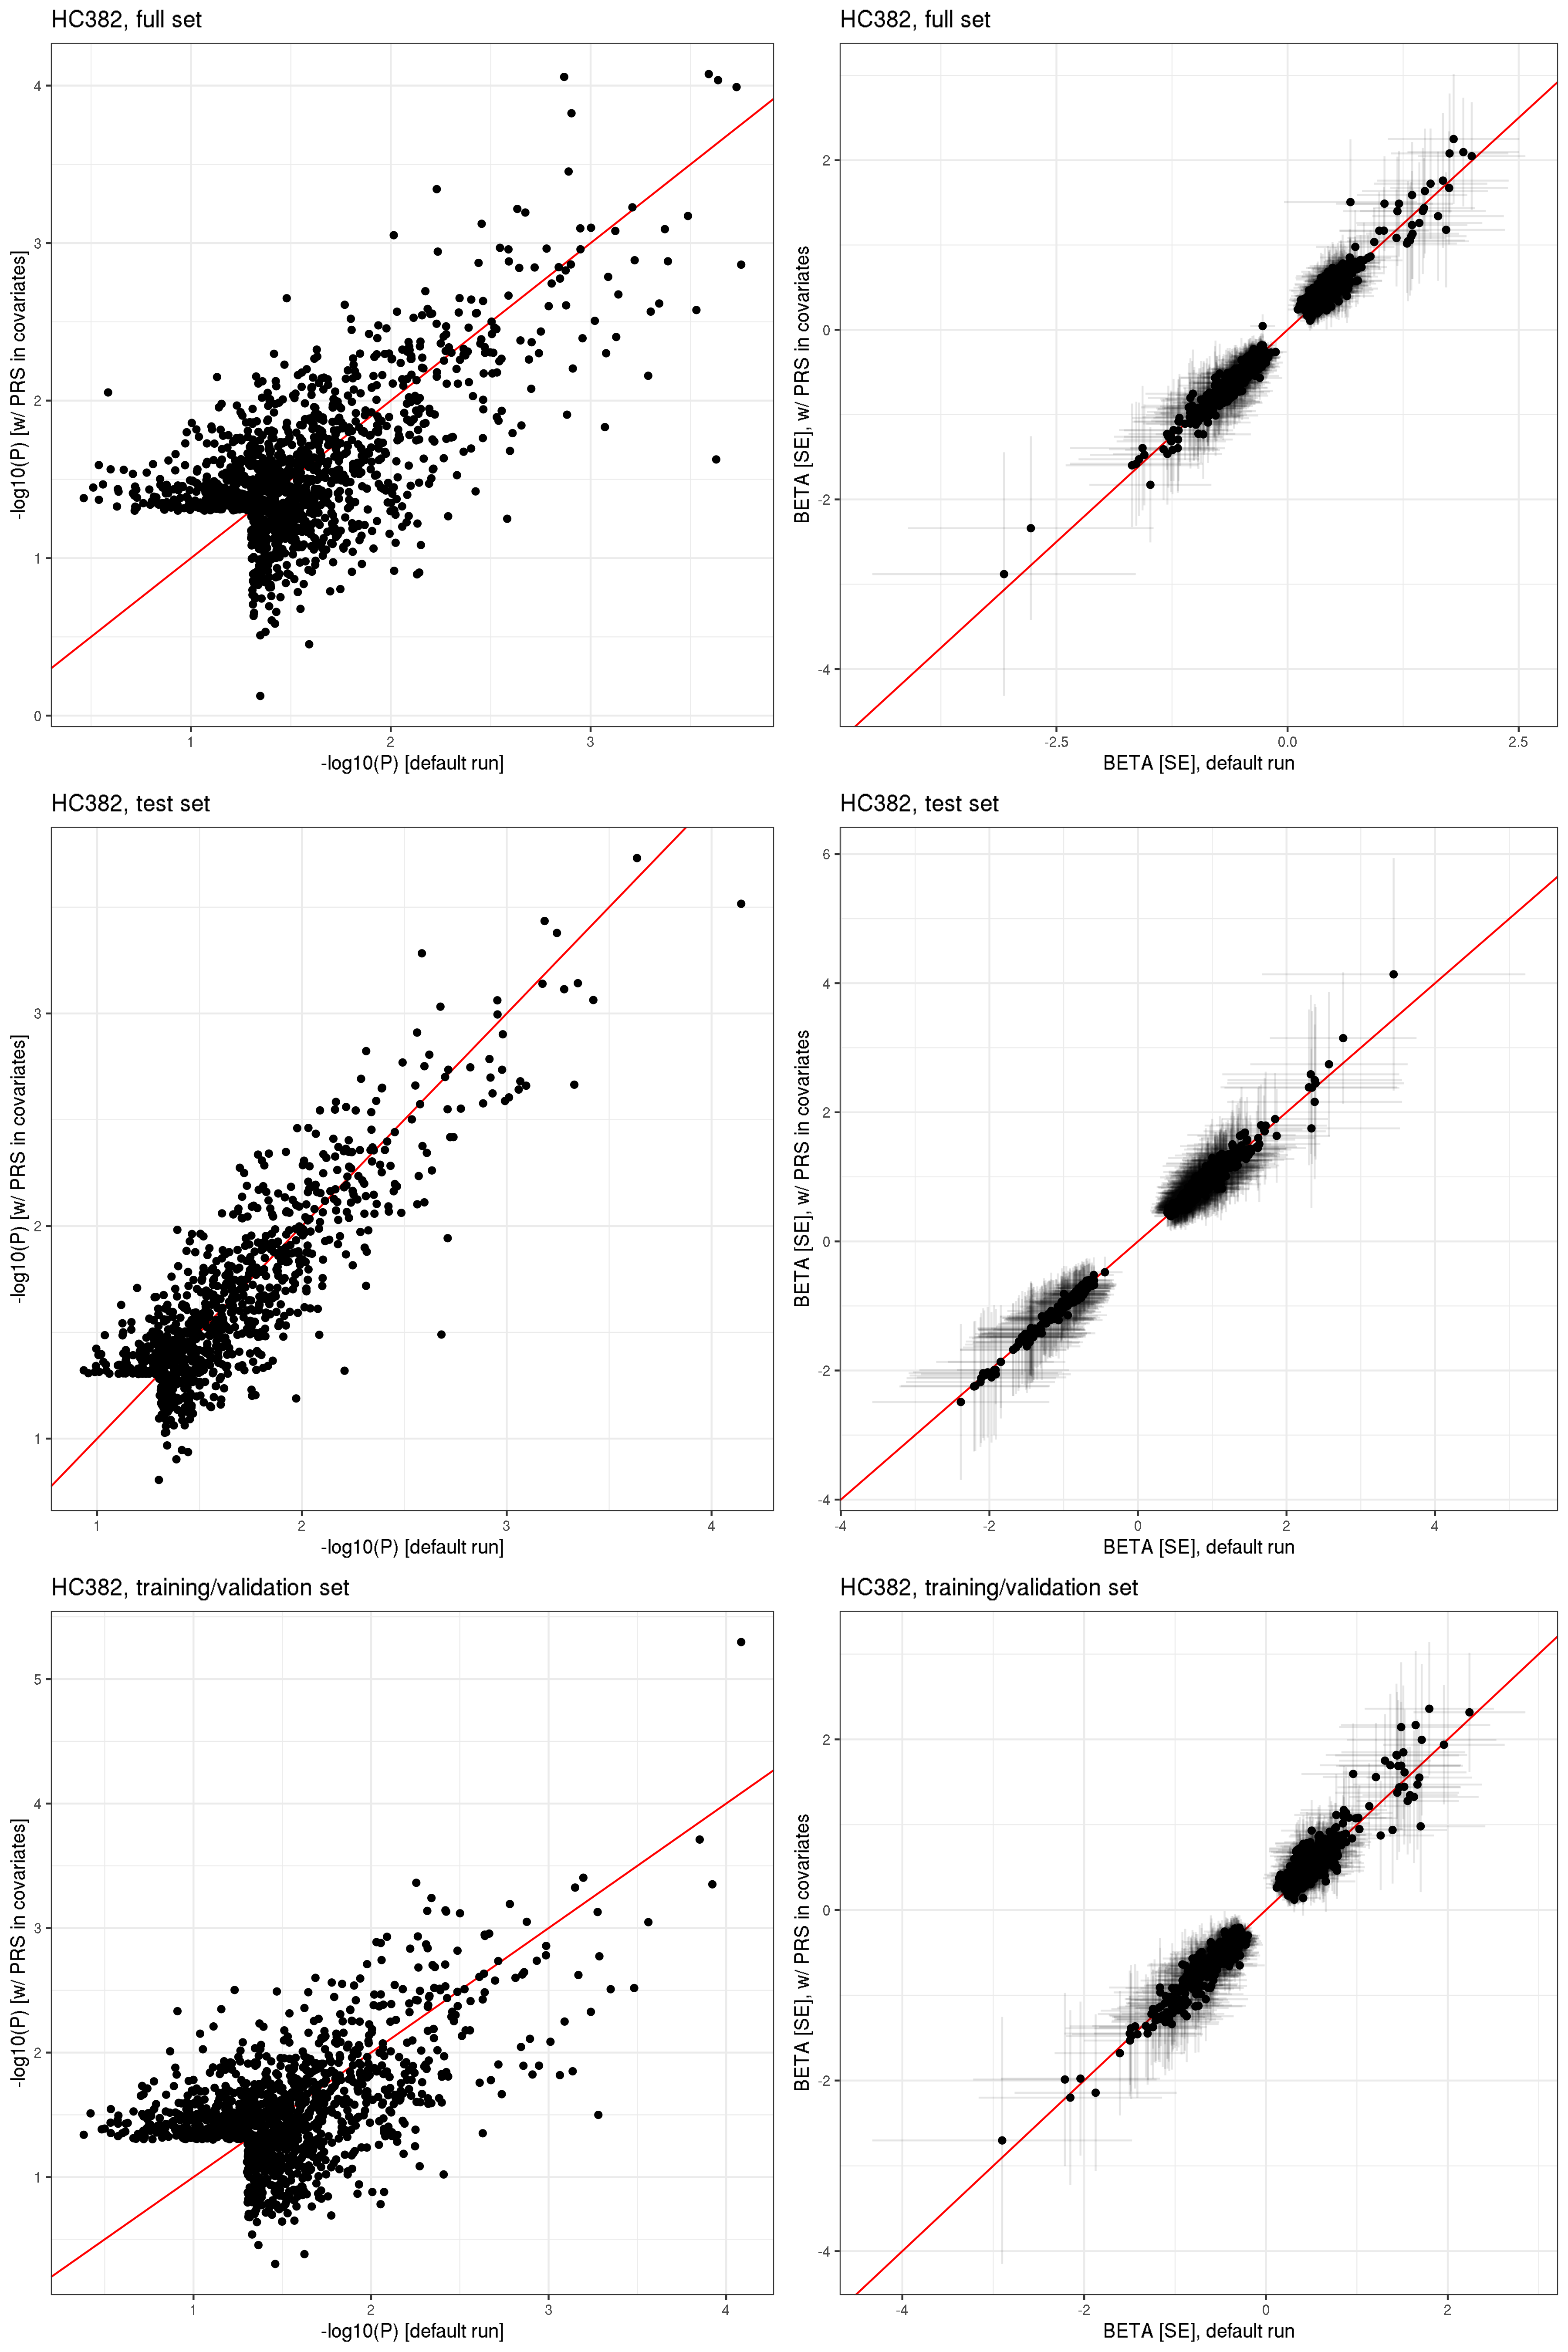 HC382, full set
-log10(P) [w/ PRS in covariates]
4
3
2
1
0
1 2 3
-log10(P) [default run]
HC382, full set
BETA [SE], w/ PRS in covariates
2
0
-2
-4
-2.5 0.0 2.5
BETA [SE], default run
HC382, test set
-log10(P) [w/ PRS in covariates]
3
2
1
1 2 3 4
-log10(P) [default run]
HC382, test set
BETA [SE], w/ PRS in covariates
6
4
2
0
-2
-4
-4 -2 0 2 4
BETA [SE], default run
HC382, training/validation set
-log10(P) [w/ PRS in covariates]
5
4
3
2
1
1 2 3 4
-log10(P) [default run]
HC382, training/validation set
BETA [SE], w/ PRS in covariates
2
0
-2
-4
-4 -2 0 2
BETA [SE], default run